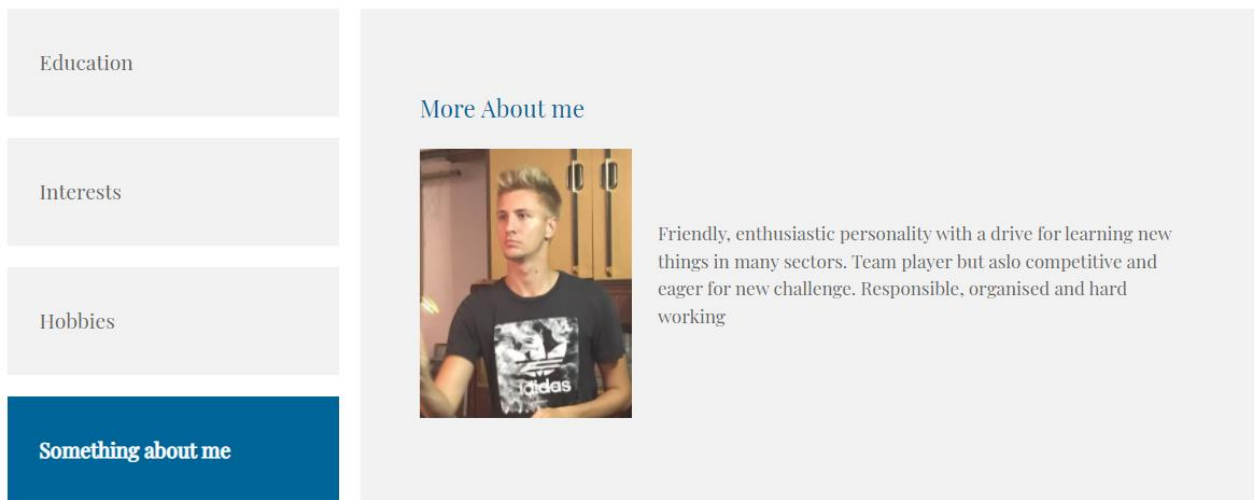 Education
Interests
Hobbies
Something about me
More About me
adidas
Friendly, enthusiastic personality with a drive for learning new
things in many sectors. Team player but aslo competitive and
eager for new challenge. Responsible, organised and hard
working